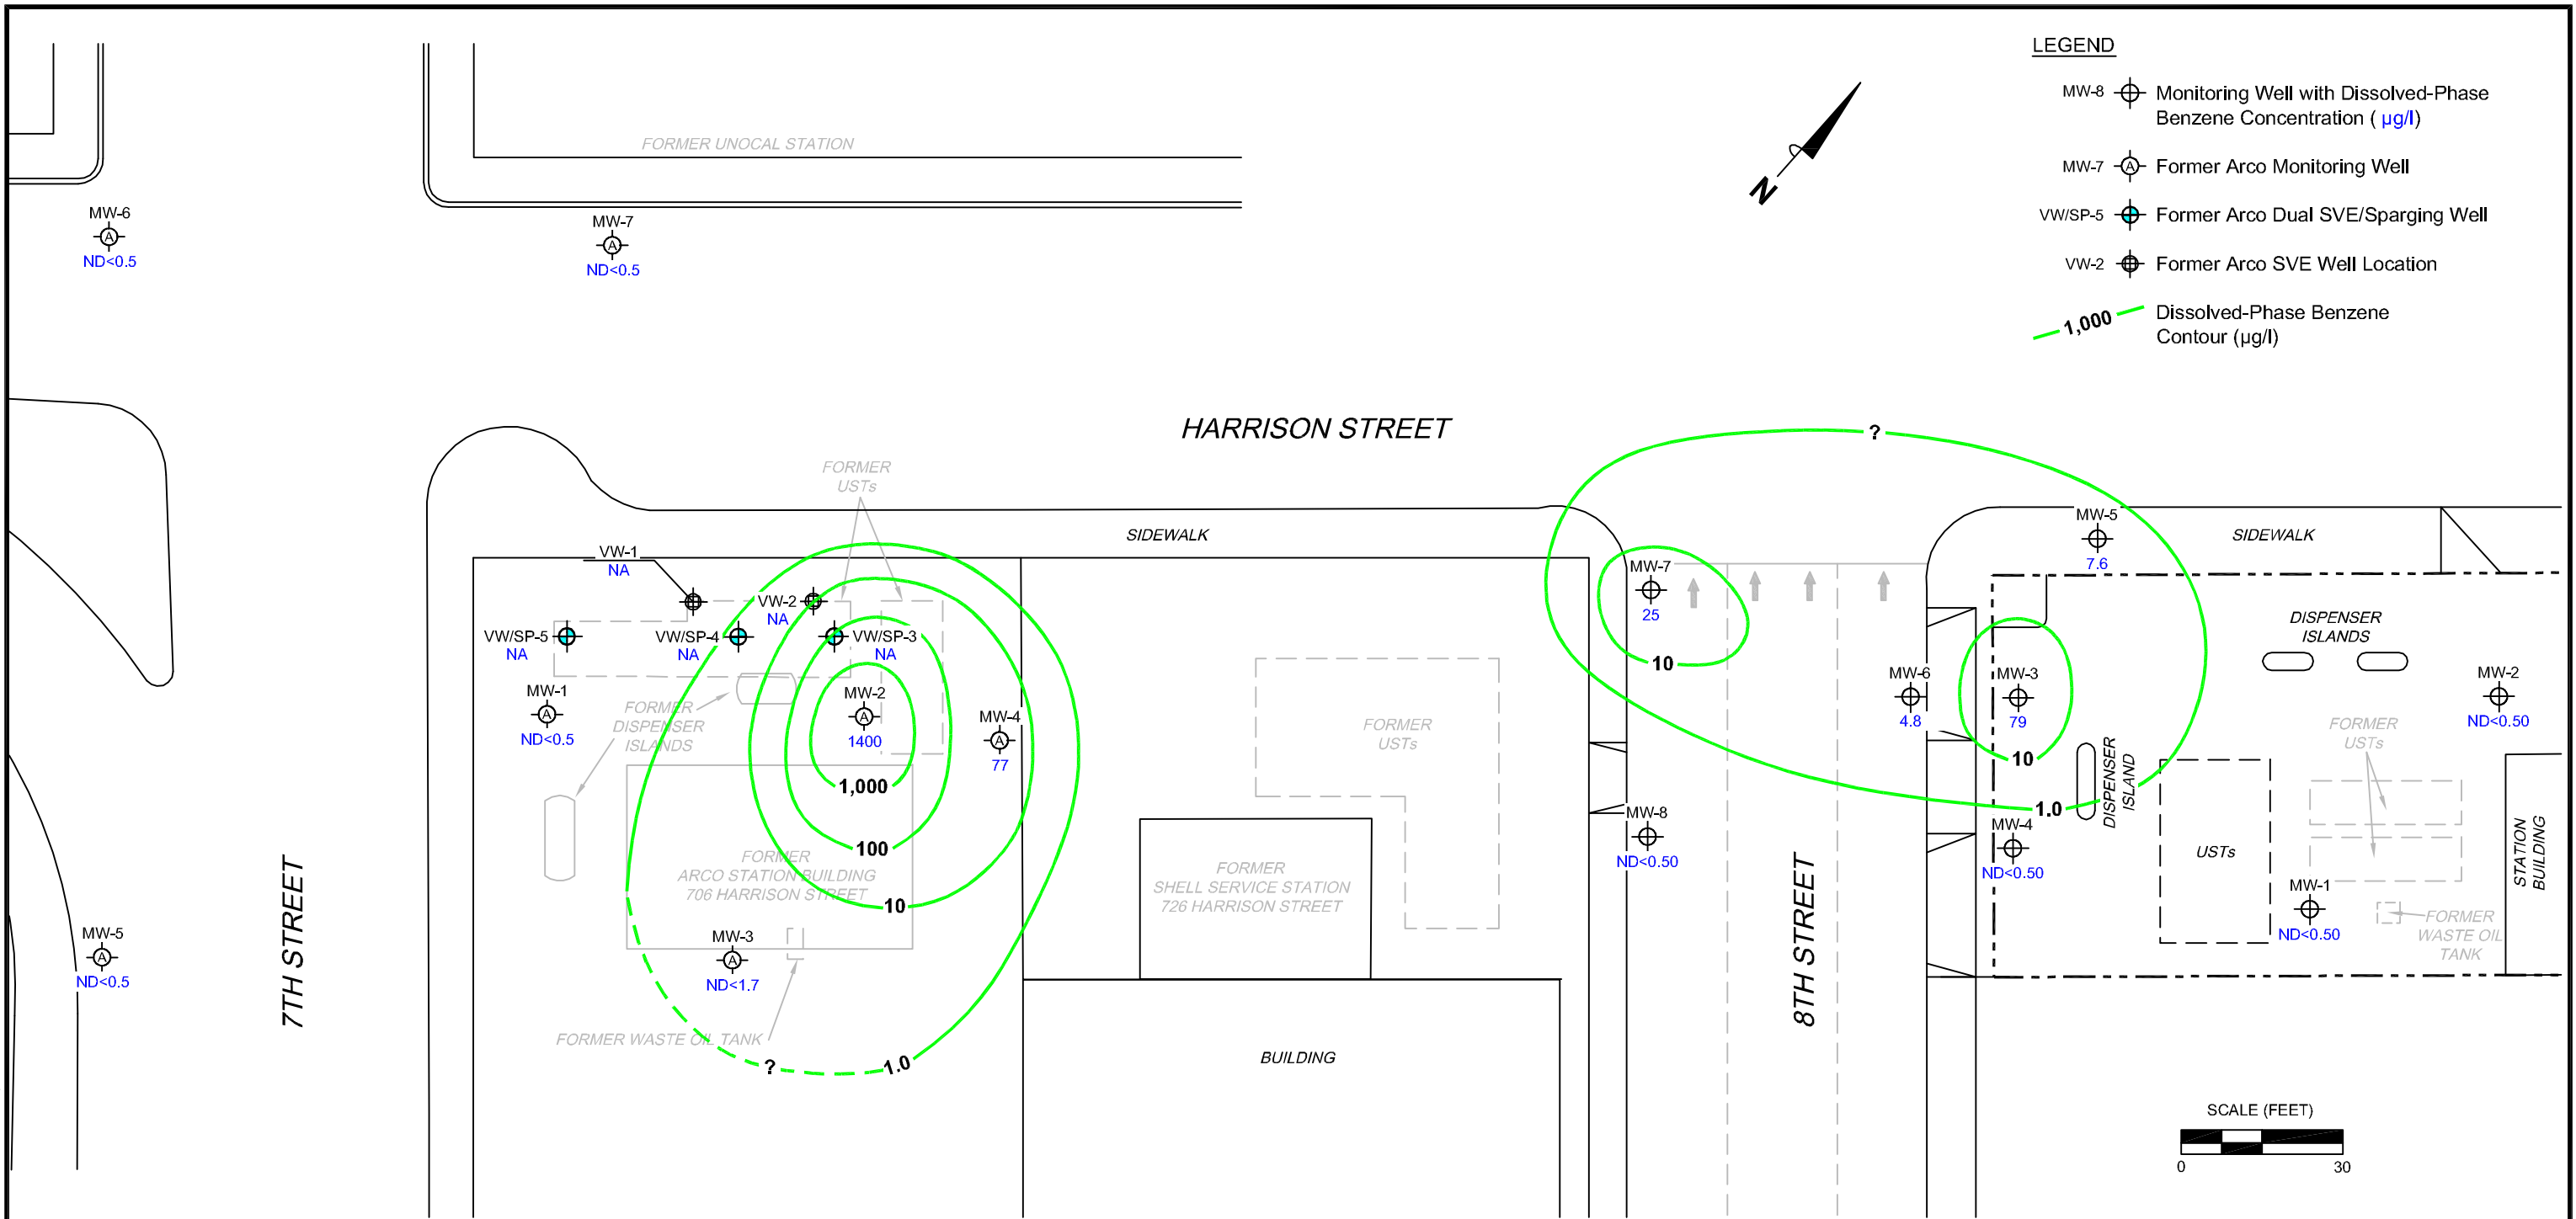 LEGEND
MW-8 Monitoring Well with Dissolved-Phase
Benzene Concentration ( µg/l)
MW-7 A Former Arco Monitoring Well
VW/SP-5 Former Arco Dual SVE/Sparging Well
VW-2 Former Arco SVE Well Location
1,000 Dissolved-Phase Benzene
Contour (µg/l)
N
FORMER UNOCAL STATION
MW-6
A
ND<0.5
MW-7
A
ND<0.5
HARRISON STREET
?
FORMER
USTs
SIDEWALK
SIDEWALK
VW-1
NA
VW-2
NA
VW/SP-5
NA
VW/SP-4
NA
VW/SP-3
NA
MW-1
A
ND<0.5
FORMER
DISPENSER
ISLANDS
MW-2
A
1400
MW-4
A
77
1,000
100
10
FORMER
ARCO STATION BUILDING
706 HARRISON STREET
MW-3
A
ND<1.7
FORMER WASTE OIL TANK
?
1.0
MW-5
A
ND<0.5
7TH STREET
FORMER
USTs
FORMER
SHELL SERVICE STATION
726 HARRISON STREET
BUILDING
MW-7
25
10
MW-8
ND<0.50
8TH STREET
MW-5
7.6
MW-6
4.8
MW-3
79
10
1.0
MW-4
ND<0.50
DISPENSER
ISLAND
DISPENSER
ISLANDS
MW-2
ND<0.50
FORMER
USTs
USTs
MW-1
ND<0.50
FORMER
WASTE OIL
TANK
STATION
BUILDING
SCALE (FEET)
0 30